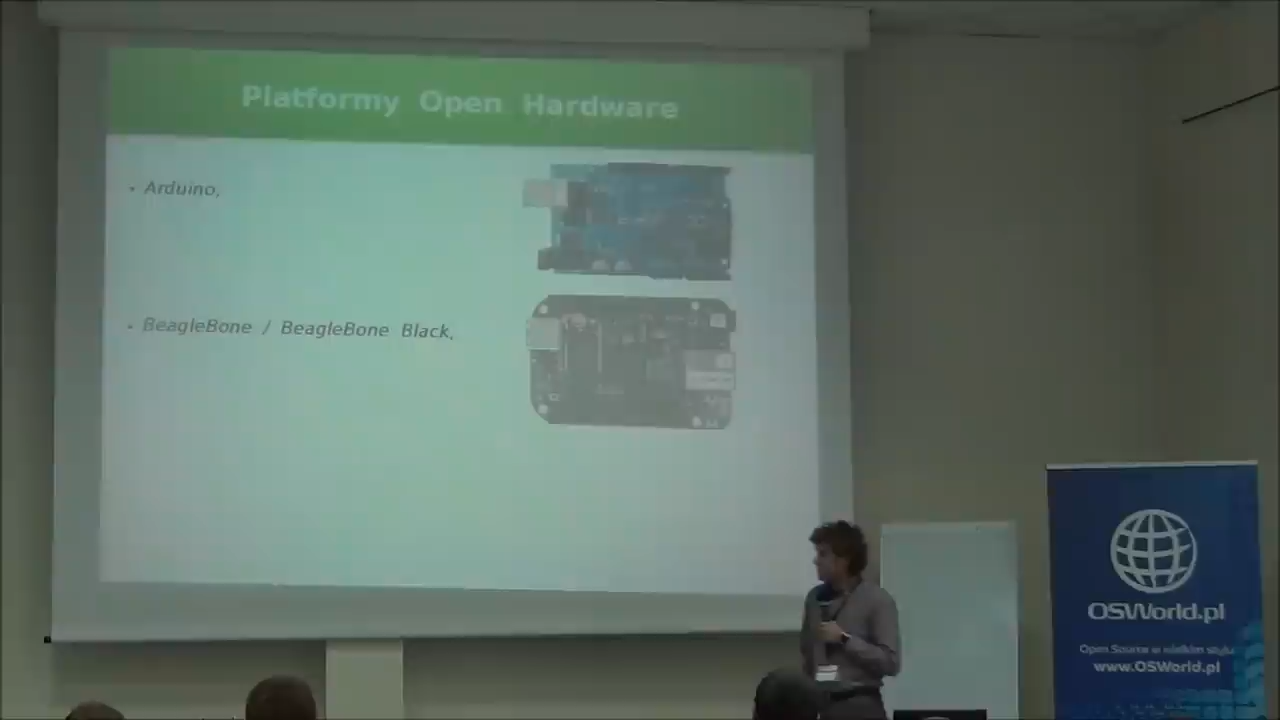 Platformy Open Hardware
• Arduino,
• BeagleBone / BeagleBone Black,
OSWorld.pl
Open Source w wielkim stylu
www.OSWorld.pl